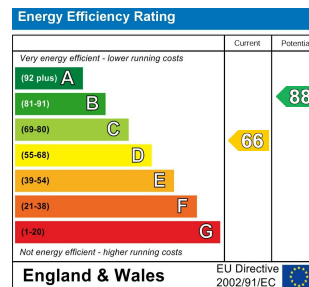 Energy Efficiency Rating
Current
Potentia
Very energy efficient - lower running costs
(92 plus) A
(81-91) B
(69-80) C
(55-68) D
(39-54) E
(21-38) F
(1-20) G
66
88
Not energy efficient - higher running costs
England & Wales
EU Directive
2002/91/EC